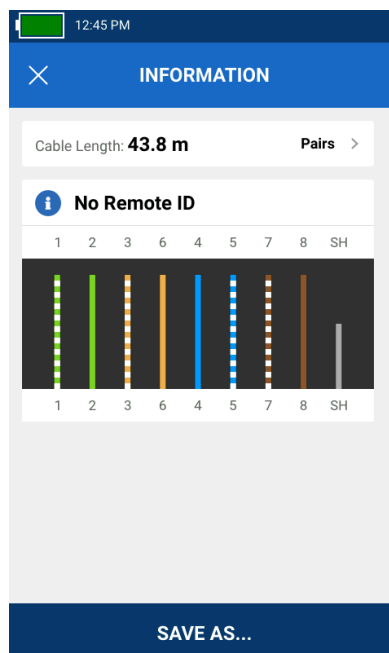 12:45 PM
INFORMATION
Cable Length: 43.8 m Pairs >
No Remote ID
1 2 3 6 4 5 7 8 SH
1 2 3 6 4 5 7 8 SH
SAVE AS...